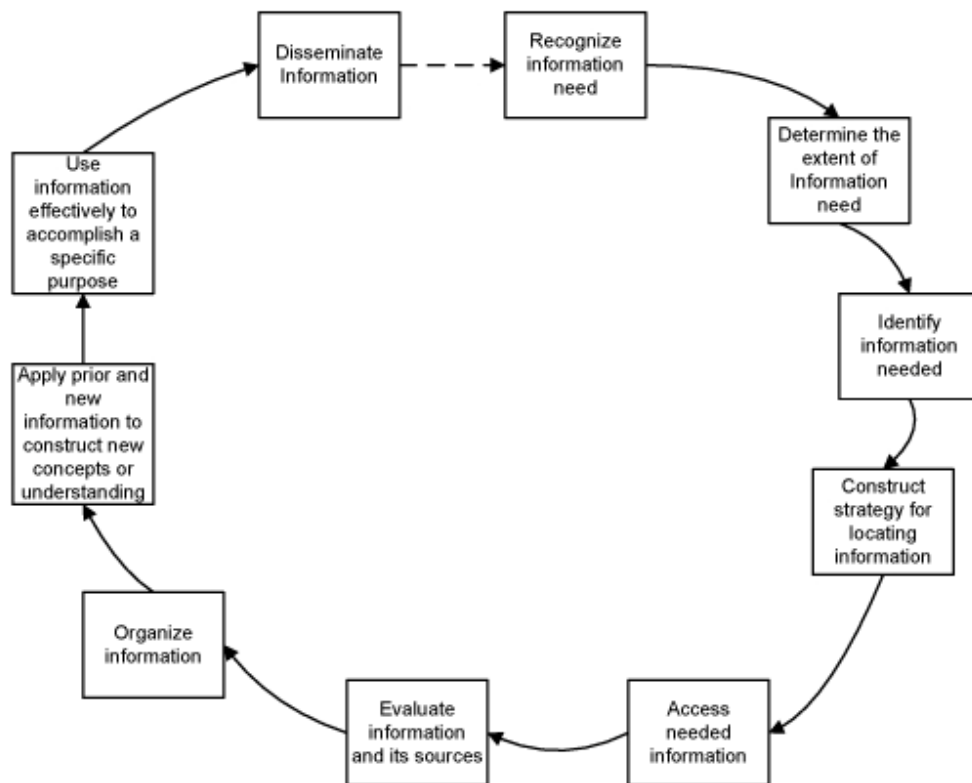 Disseminate
Information
Recognize
information
need
Determine the
extent of
Information
need
Identify
information
needed
Construct
strategy for
locating
information
Access
needed
information
Evaluate
information
and its sources
Organize
information
Apply prior and
new
information to
construct new
concepts or
understanding
Use
information
effectively to
accomplish a
specific
purpose